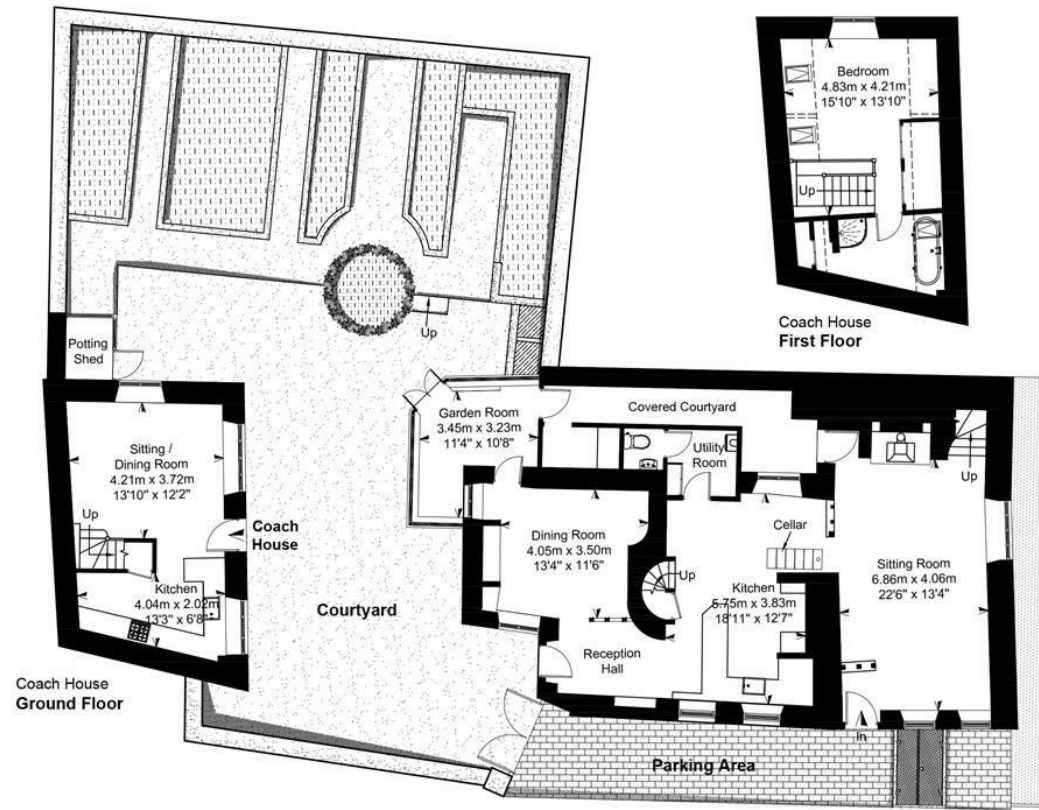 Bedroom
4.83m x 4.21m
15'10" x 13'10"
Up
Coach House
First Floor
Up
Potting
Shed
Garden Room
3.45m x 3.23m
11'4" x 10'8"
Covered Courtyard
Utility
Room
Up
Sitting /
Dining Room
4.21m x 3.72m
13'10" x 12'2"
Up
Coach
House
Dining Room
4.05m x 3.50m
13'4" x 11'6"
Cellar
Sitting Room
6.86m x 4.06m
22'6" x 13'4"
Kitchen
4.04m x 2.02m
13'3" x 6'8"
Courtyard
Up
Kitchen
5.75m x 3.83m
18'11" x 12'7"
Reception
Hall
Coach House
Ground Floor
In
Parking Area